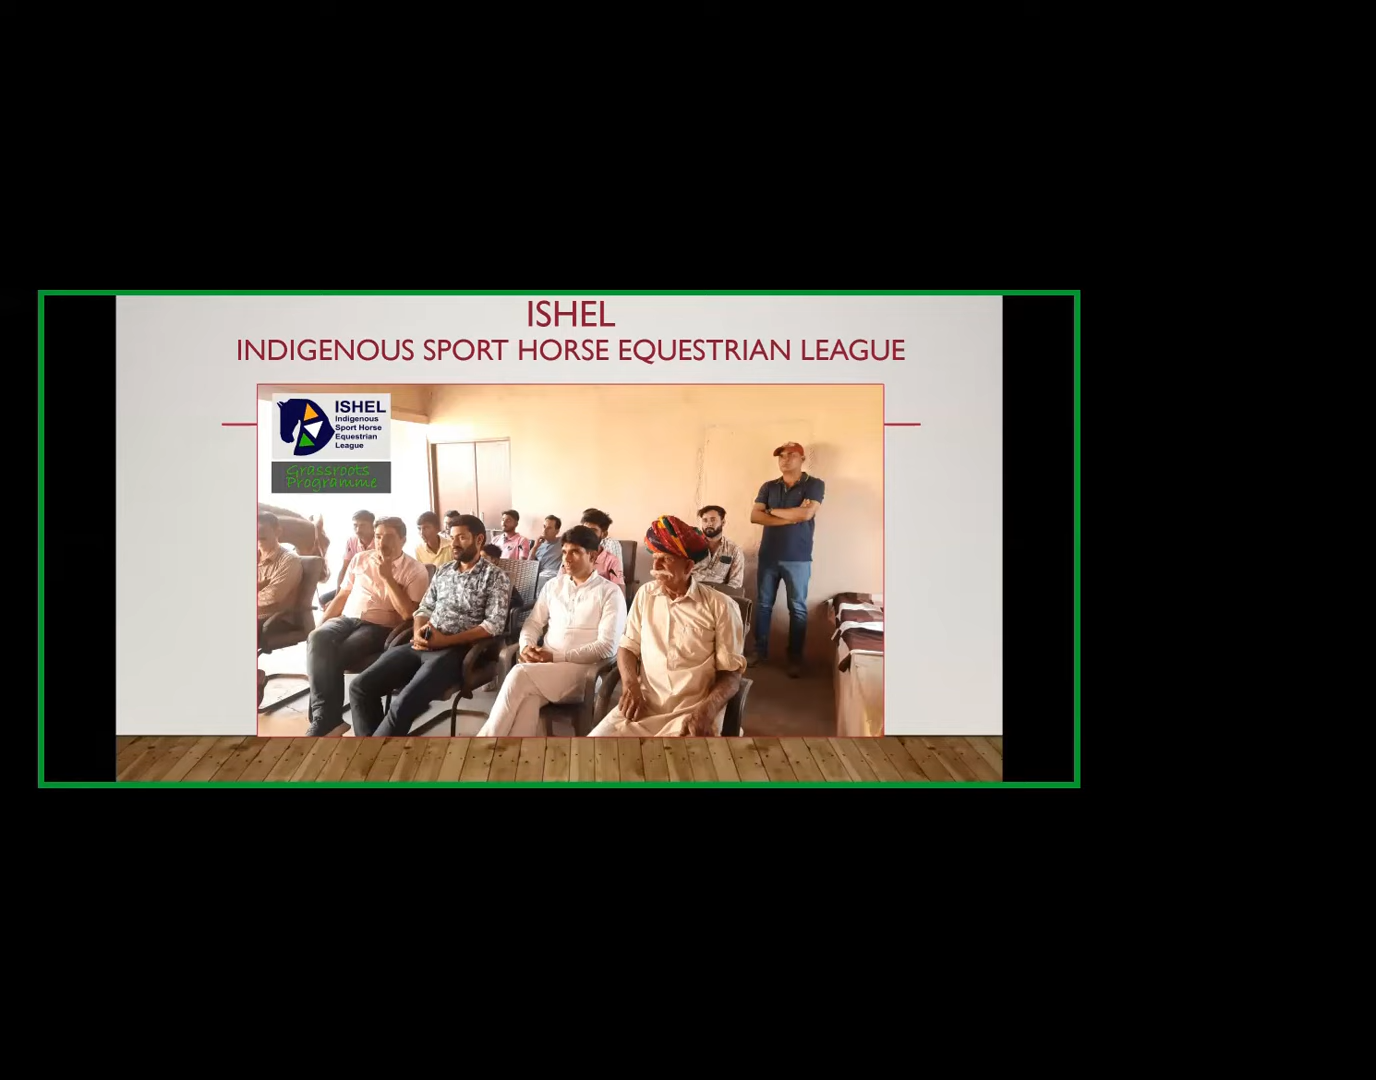 ISHEL
INDIGENOUS SPORT HORSE EQUESTRIAN LEAGUE
ISHEL
Indigenous
Sport Horse
Equestrian
League
Grassroots
Programme